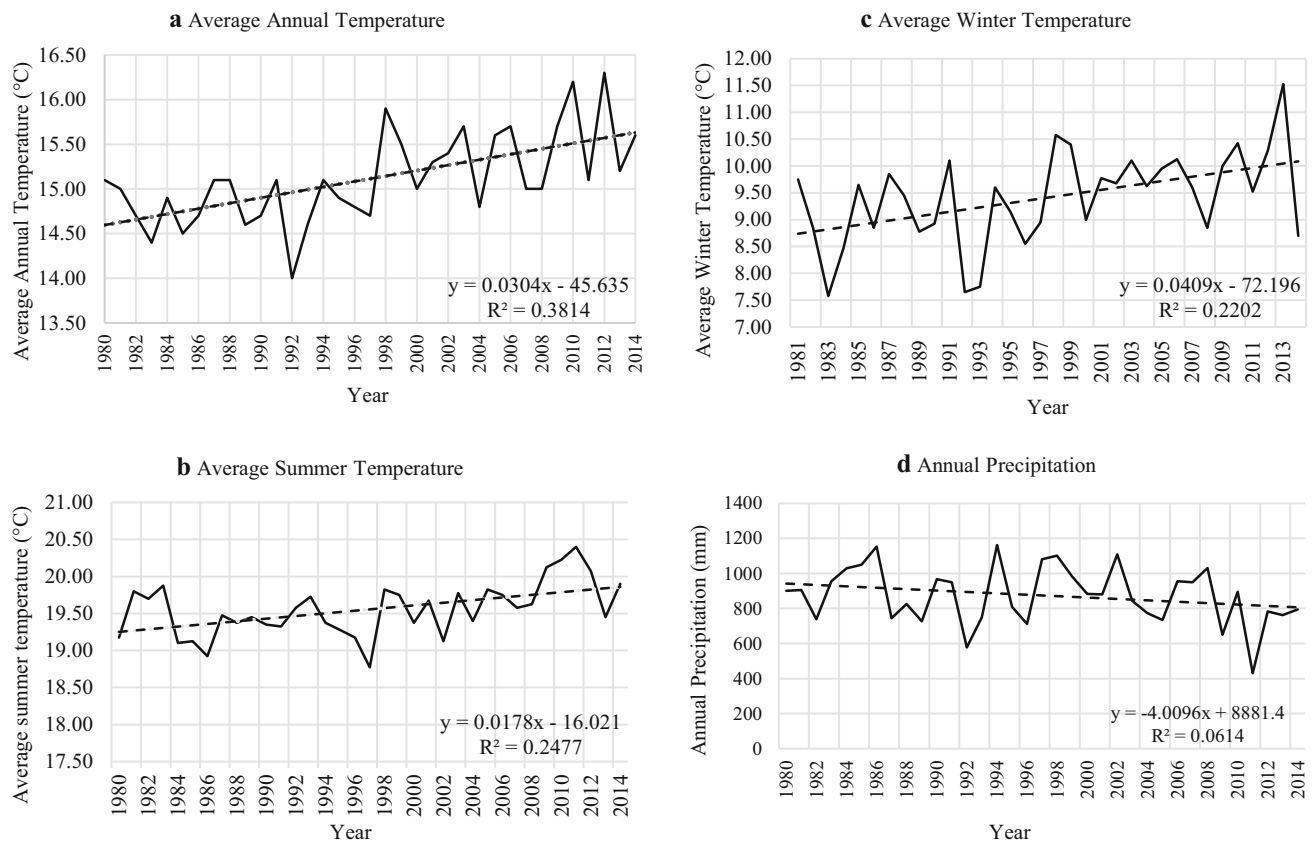 a Average Annual Temperature
Average Annual Temperature (°C)
16.50
16.00
15.50
15.00
14.50
14.00
13.50
y = 0.0304x - 45.635
R² = 0.3814
1980 1982 1984 1986 1988 1990 1992 1994 1996 1998 2000 2002 2004 2006 2008 2010 2012 2014
Year
c Average Winter Temperature
Average Winter Temperature (°C)
12.00
11.50
11.00
10.50
10.00
9.50
9.00
8.50
8.00
7.50
7.00
y = 0.0409x - 72.196
R² = 0.2202
1981 1983 1985 1987 1989 1991 1993 1995 1997 1999 2001 2003 2005 2007 2009 2011 2013
Year
b Average Summer Temperature
Average summer temperature (°C)
21.00
20.50
20.00
19.50
19.00
18.50
18.00
17.50
y = 0.0178x - 16.021
R² = 0.2477
1980 1982 1984 1986 1988 1990 1992 1994 1996 1998 2000 2002 2004 2006 2008 2010 2012 2014
Year
d Annual Precipitation
Annual Precipitation (mm)
1400
1200
1000
800
600
400
200
0
y = -4.0096x + 8881.4
R² = 0.0614
1980 1982 1984 1986 1988 1990 1992 1994 1996 1998 2000 2002 2004 2006 2008 2010 2012 2014
Year